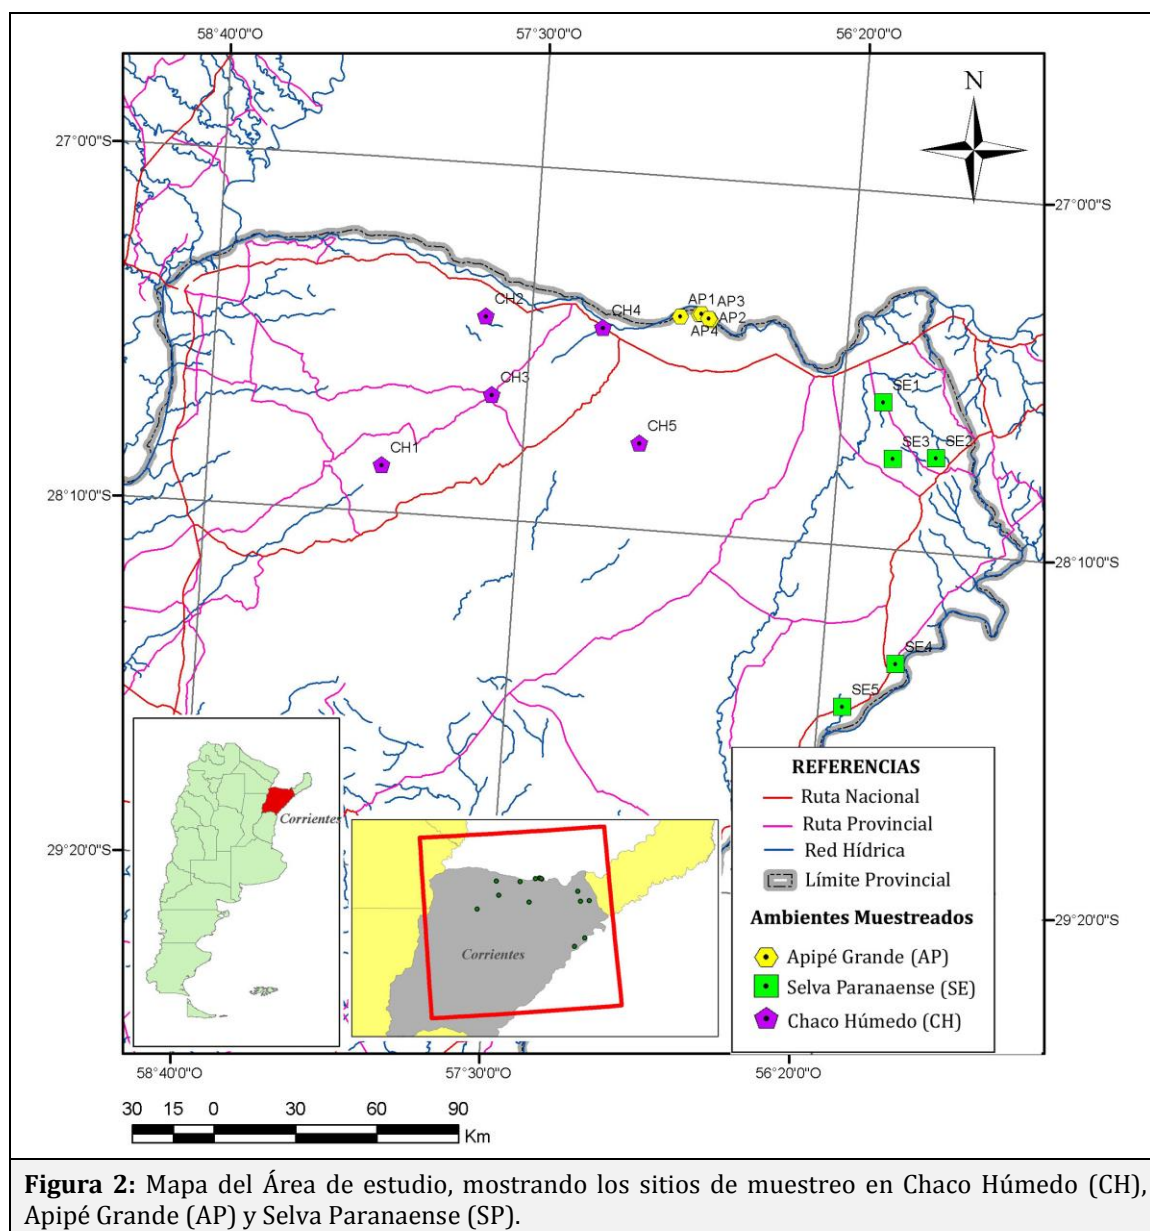 58°40'0"O
57°30'0"O
56°20'0"O
N
27°0'0"S
27°0'0"S
AP1
AP3
CH2
CH4
AP2
AP4
CH3
SE1
CH5
SE3
SE2
CH1
28°10'0"S
28°10'0"S
SE4
SE5
Corrientes
Corrientes
REFERENCIAS
Ruta Nacional
Ruta Provincial
Red Hídrica
Límite Provincial
Ambientes Muestreados
Apipé Grande (AP)
Selva Paranaense (SE)
Chaco Húmedo (CH)
29°20'0"S
29°20'0"S
58°40'0"O
57°30'0"O
56°20'0"O
30 15 0 30 60 90
Km
Figura 2: Mapa del Área de estudio, mostrando los sitios de muestreo en Chaco Húmedo (CH),
Apipé Grande (AP) y Selva Paranaense (SP).